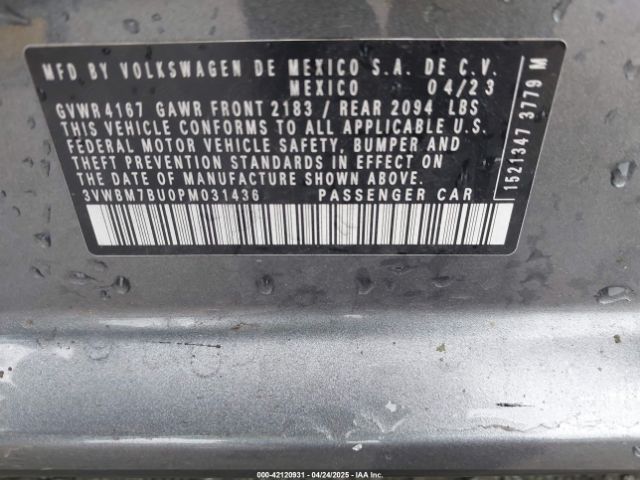 MFD BY VOLKSWAGEN DE MEXICO S.A. DE C.V.
MEXICO 04/23
GVWR 4167 GAWR FRONT 2183 / REAR 2094 LBS
THIS VEHICLE CONFORMS TO ALL APPLICABLE U.S.
FEDERAL MOTOR VEHICLE SAFETY, BUMPER AND
THEFT PREVENTION STANDARDS IN EFFECT ON
THE DATE OF MANUFACTURE SHOWN ABOVE.
3VWBM7BU0PM031436 PASSENGER CAR
1521347 3779 M
000-42120931 - 04/24/2025 - IAA Inc.